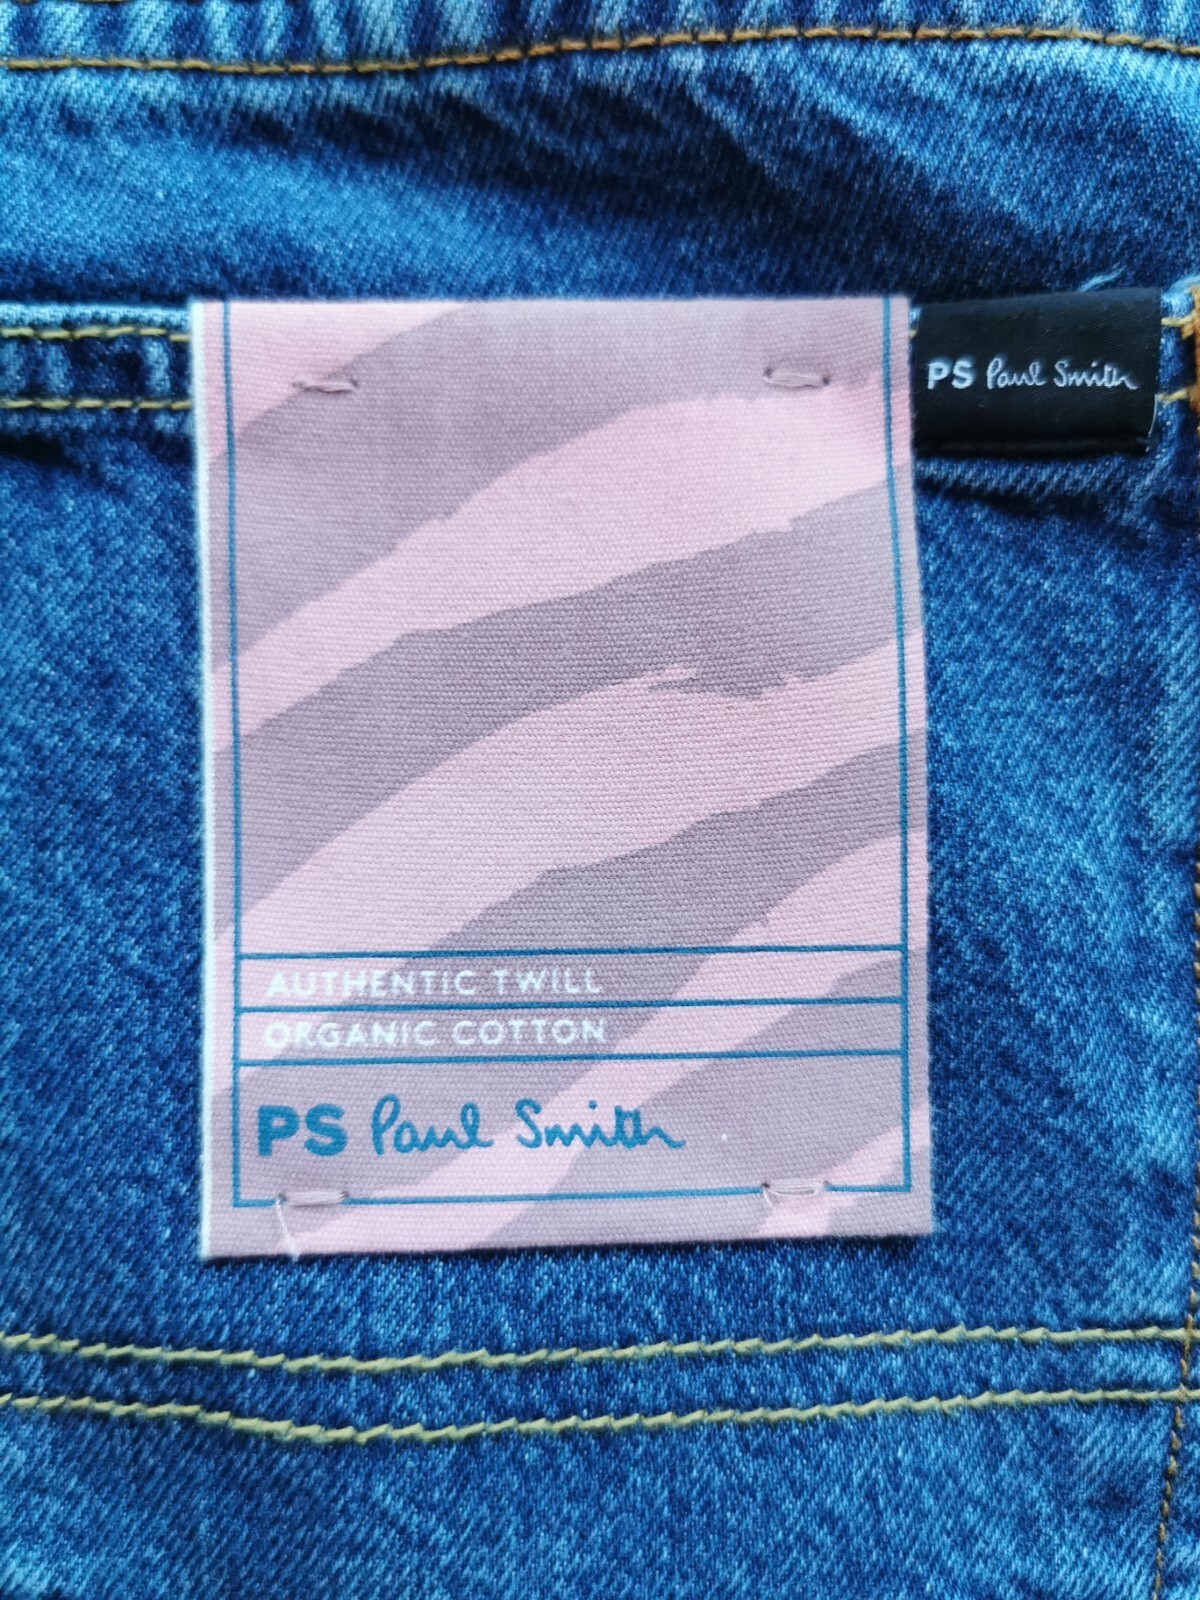 PS Paul Smith
AUTHENTIC TWILL
ORGANIC COTTON
PS Paul Smith